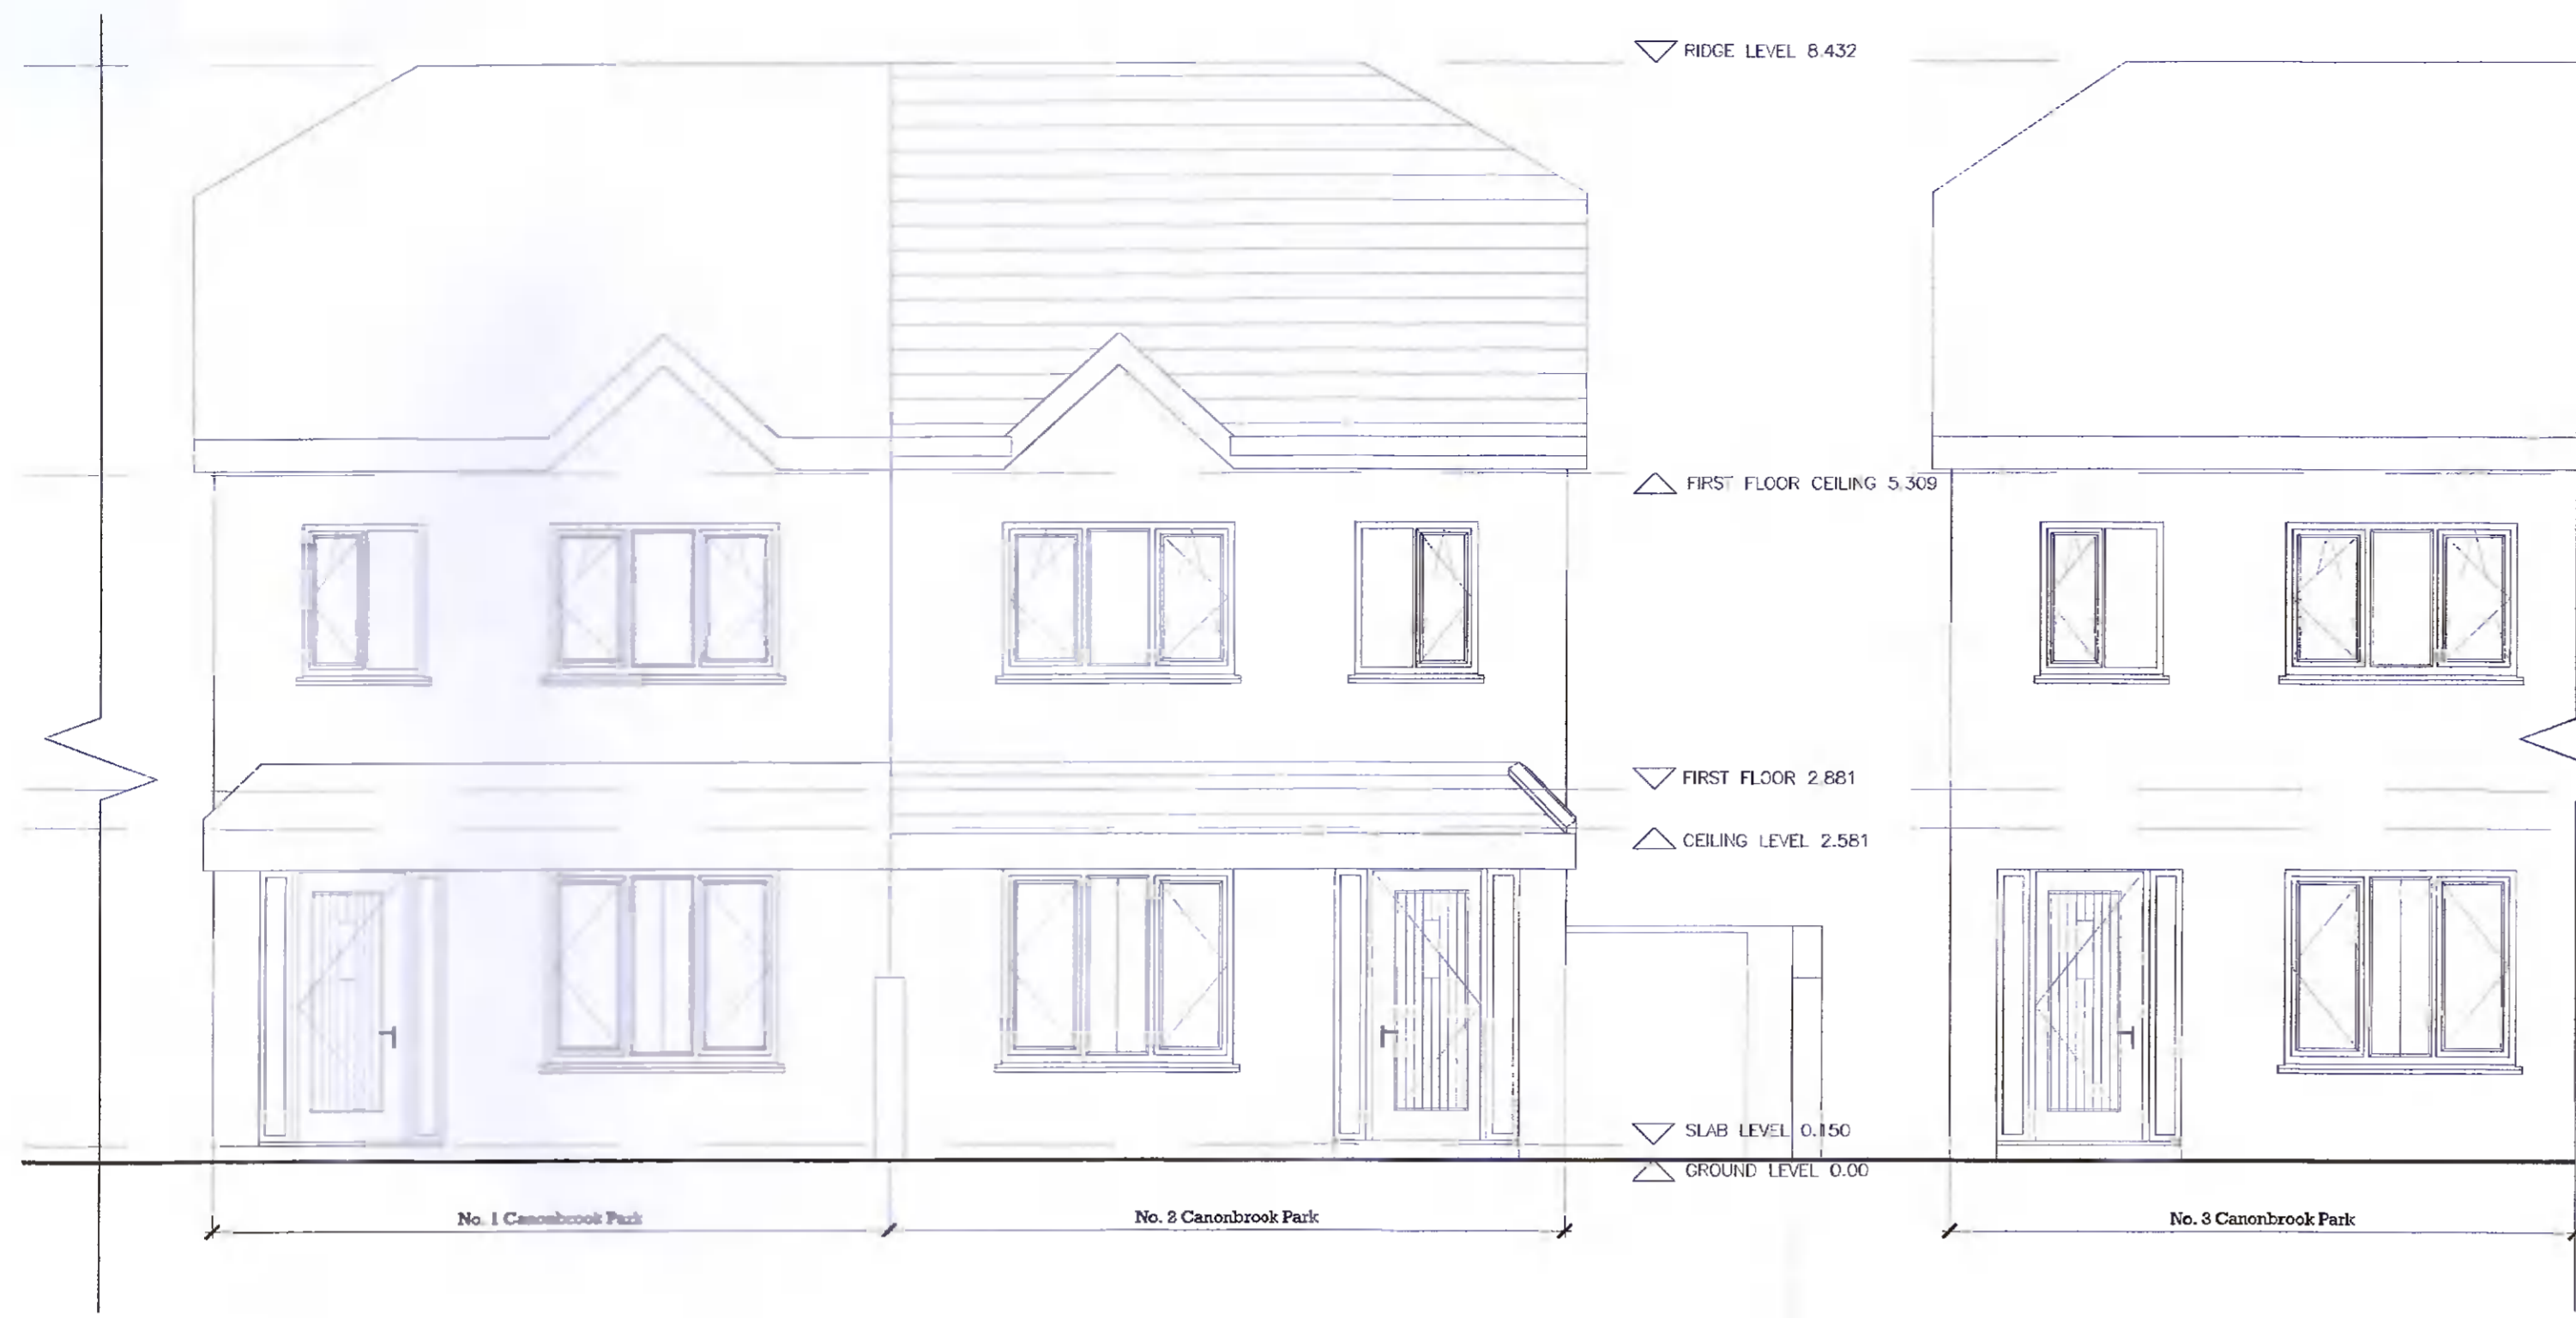 RIDGE LEVEL 8.432
FIRST FLOOR CEILING 5.309
FIRST FLOOR 2.881
CEILING LEVEL 2.581
SLAB LEVEL 0.150
GROUND LEVEL 0.00
No. 1 Canonbrook Park
No. 2 Canonbrook Park
No. 3 Canonbrook Park